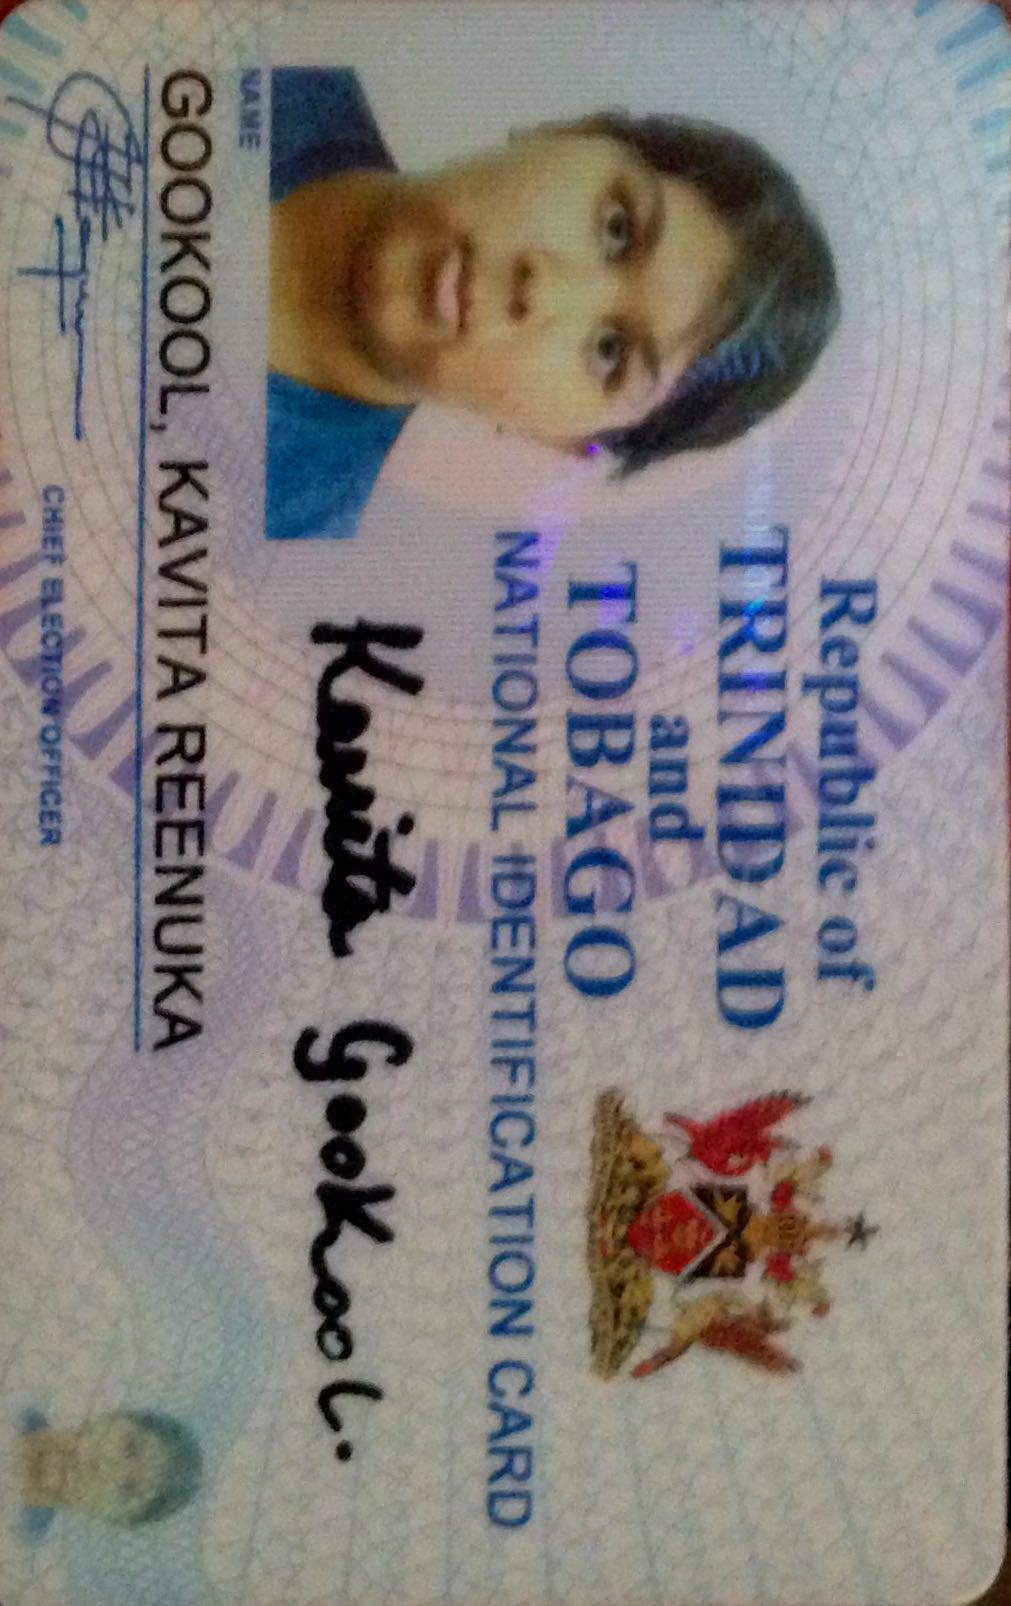 Republic of
TRINIDAD
and
TOBAGO
NATIONAL IDENTIFICATION CARD
Kavita Gookool.
NAME
GOOKOOL, KAVITA REENUKA
CHIEF ELECTION OFFICER